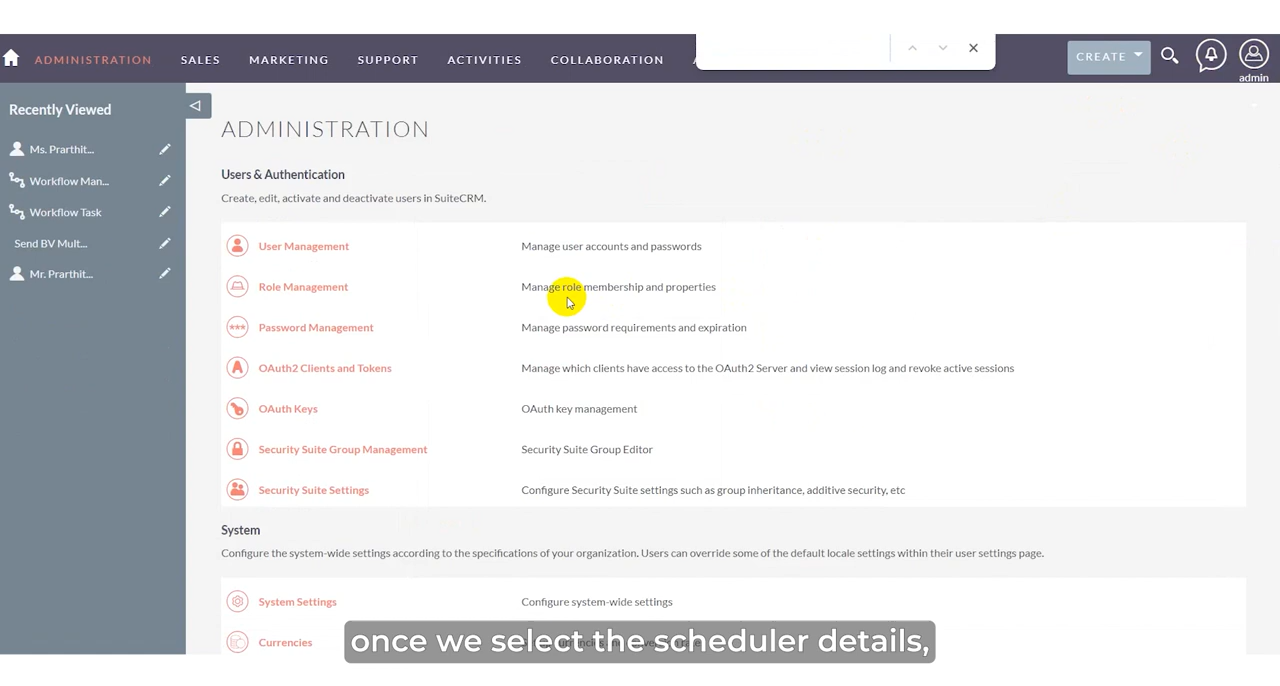 ADMINISTRATION SALES MARKETING SUPPORT ACTIVITIES COLLABORATION CREATE
admin
Recently Viewed
Ms. Prarthit...
Workflow Man...
Workflow Task
Send BV Mult...
Mr. Prarthit...
ADMINISTRATION
Users & Authentication
Create, edit, activate and deactivate users in SuiteCRM.
User Management Manage user accounts and passwords
Role Management Manage role membership and properties
Password Management Manage password requirements and expiration
OAuth2 Clients and Tokens Manage which clients have access to the OAuth2 Server and view session log and revoke active sessions
OAuth Keys OAuth key management
Security Suite Group Management Security Suite Group Editor
Security Suite Settings Configure Security Suite settings such as group inheritance, additive security, etc
System
Configure the system-wide settings according to the specifications of your organization. Users can override some of the default locale settings within their user settings page.
System Settings Configure system-wide settings
Currencies
once we select the scheduler details,